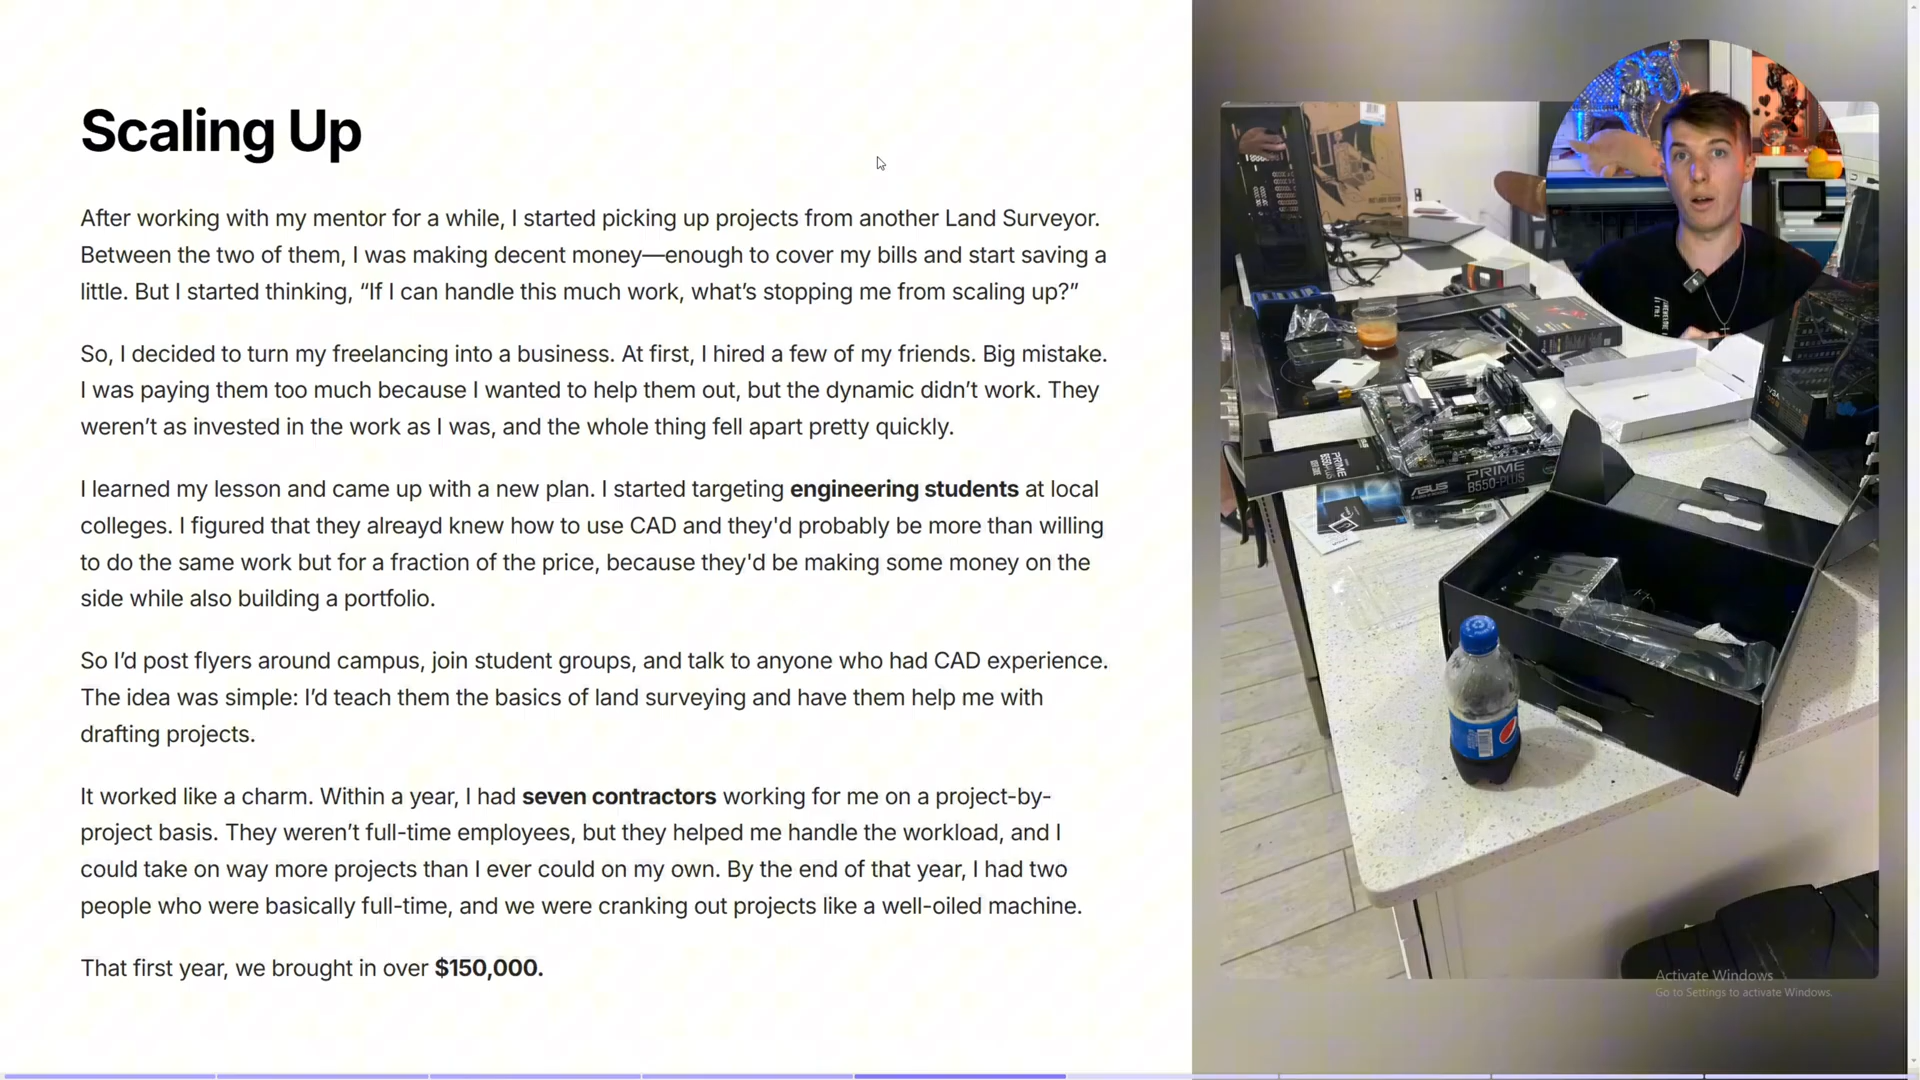 Scaling Up
After working with my mentor for a while, I started picking up projects from another Land Surveyor.
Between the two of them, I was making decent money—enough to cover my bills and start saving a
little. But I started thinking, “If I can handle this much work, what’s stopping me from scaling up?”
So, I decided to turn my freelancing into a business. At first, I hired a few of my friends. Big mistake.
I was paying them too much because I wanted to help them out, but the dynamic didn’t work. They
weren’t as invested in the work as I was, and the whole thing fell apart pretty quickly.
I learned my lesson and came up with a new plan. I started targeting engineering students at local
colleges. I figured that they alreayd knew how to use CAD and they'd probably be more than willing
to do the same work but for a fraction of the price, because they'd be making some money on the
side while also building a portfolio.
So I’d post flyers around campus, join student groups, and talk to anyone who had CAD experience.
The idea was simple: I’d teach them the basics of land surveying and have them help me with
drafting projects.
It worked like a charm. Within a year, I had seven contractors working for me on a project-by-
project basis. They weren’t full-time employees, but they helped me handle the workload, and I
could take on way more projects than I ever could on my own. By the end of that year, I had two
people who were basically full-time, and we were cranking out projects like a well-oiled machine.
That first year, we brought in over $150,000.
PRIME
B550-PLUS
ASUS
PRIME
B550-PLUS
Activate Windows
Go to Settings to activate Windows.